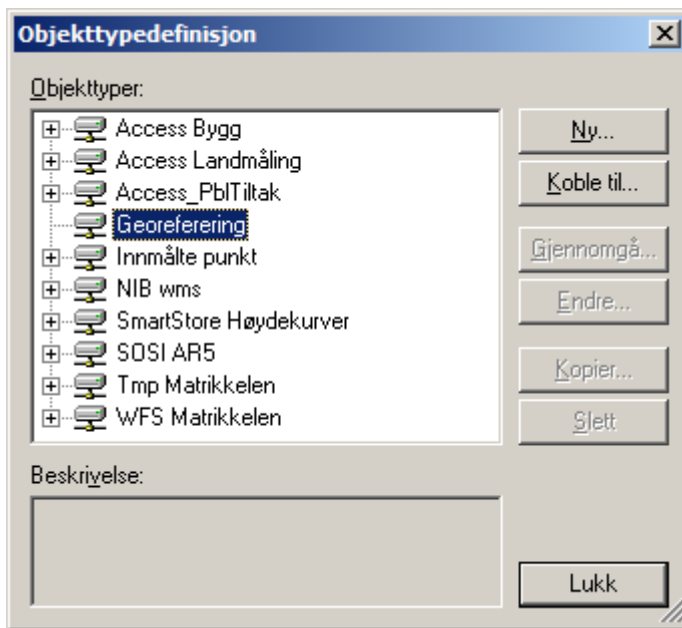 Objekttypedefinisjon
Objekttyper:
Access Bygg
Access Landmåling
Access_PblTiltak
Georeferering
Innmålte punkt
NIB wms
SmartStore Høydekurver
SOSI AR5
Tmp Matrikkelen
WFS Matrikkelen
Ny...
Koble til...
Gjennomgå...
Endre...
Kopier...
Slett
Beskrivelse:
Lukk